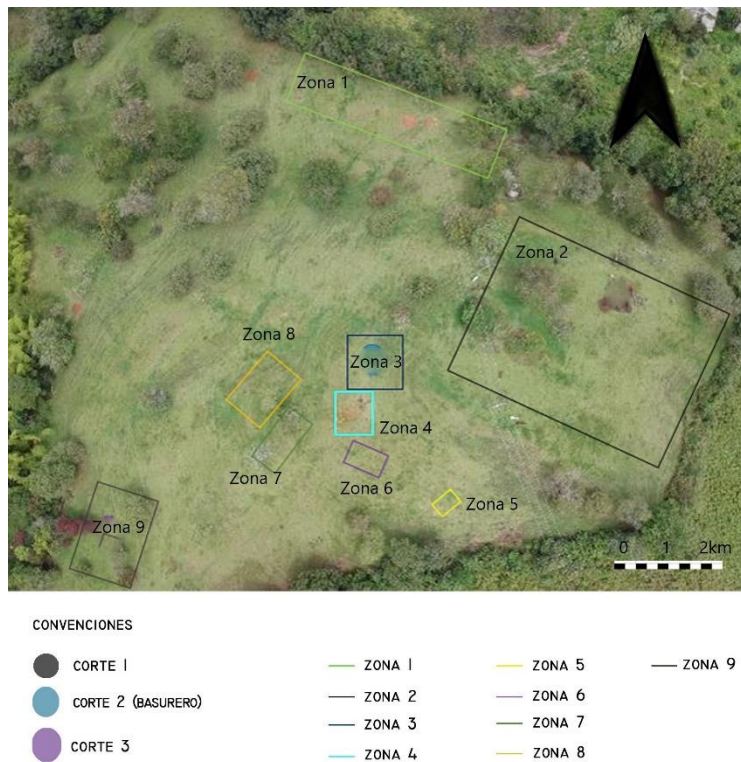 Zona 1
Zona 2
Zona 8
Zona 3
Zona 4
Zona 7
Zona 6
Zona 5
Zona 9
0 1 2km
CONVENCIONES
CORTE 1
CORTE 2 (BASURERO)
CORTE 3
ZONA 1
ZONA 2
ZONA 3
ZONA 4
ZONA 5
ZONA 6
ZONA 7
ZONA 8
ZONA 9